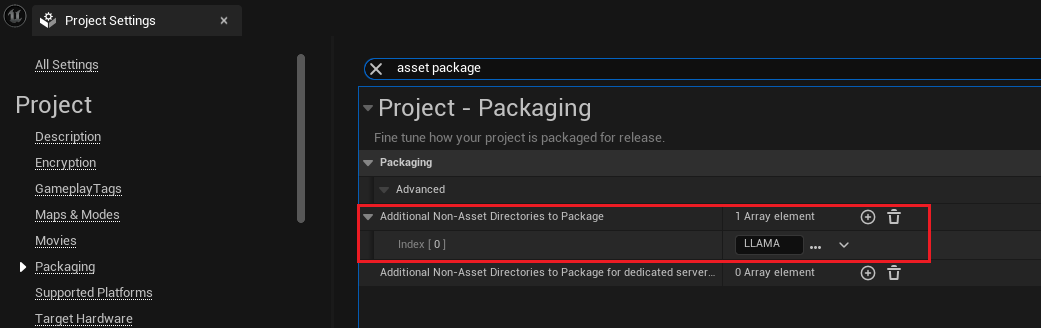 Project Settings
All Settings
Project
Description
Encryption
GameplayTags
Maps & Modes
Movies
Packaging
Supported Platforms
Target Hardware
asset package
Project - Packaging
Fine tune how your project is packaged for release.
Packaging
Advanced
Additional Non-Asset Directories to Package 1 Array element
Index [ 0 ] LLAMA
Additional Non-Asset Directories to Package for dedicated server... 0 Array element